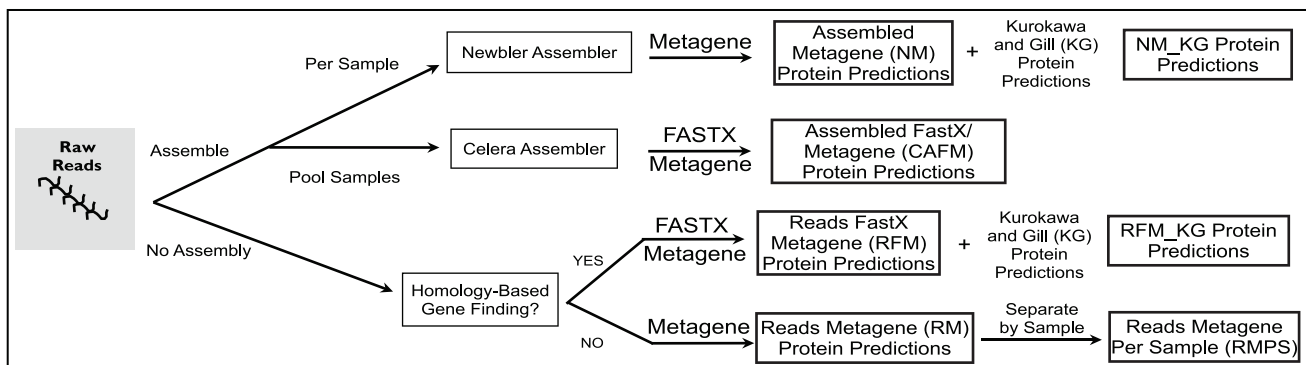 Raw
Reads
Assemble
No Assembly
Per Sample
Pool Samples
Newbler Assembler
Metagene
Assembled
Metagene (NM)
Protein Predictions
+
Kurokawa
and Gill (KG)
Protein
Predictions
NM_KG Protein
Predictions
Celera Assembler
FASTX
Metagene
Assembled FastX/
Metagene (CAFM)
Protein Predictions
Homology-Based
Gene Finding?
YES
FASTX
Metagene
Reads FastX
Metagene (RFM)
Protein Predictions
+
Kurokawa
and Gill (KG)
Protein
Predictions
RFM_KG Protein
Predictions
NO
Metagene
Reads Metagene (RM)
Protein Predictions
Separate
by Sample
Reads Metagene
Per Sample (RMPS)